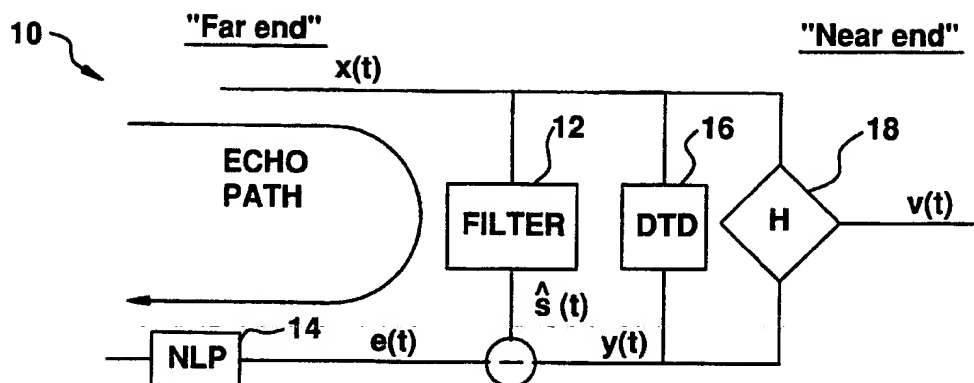 "Far end"
"Near end"
10
x(t)
12
16
18
ECHO
PATH
FILTER
DTD
H
v(t)
ŝ (t)
14
NLP
e(t)
−
y(t)